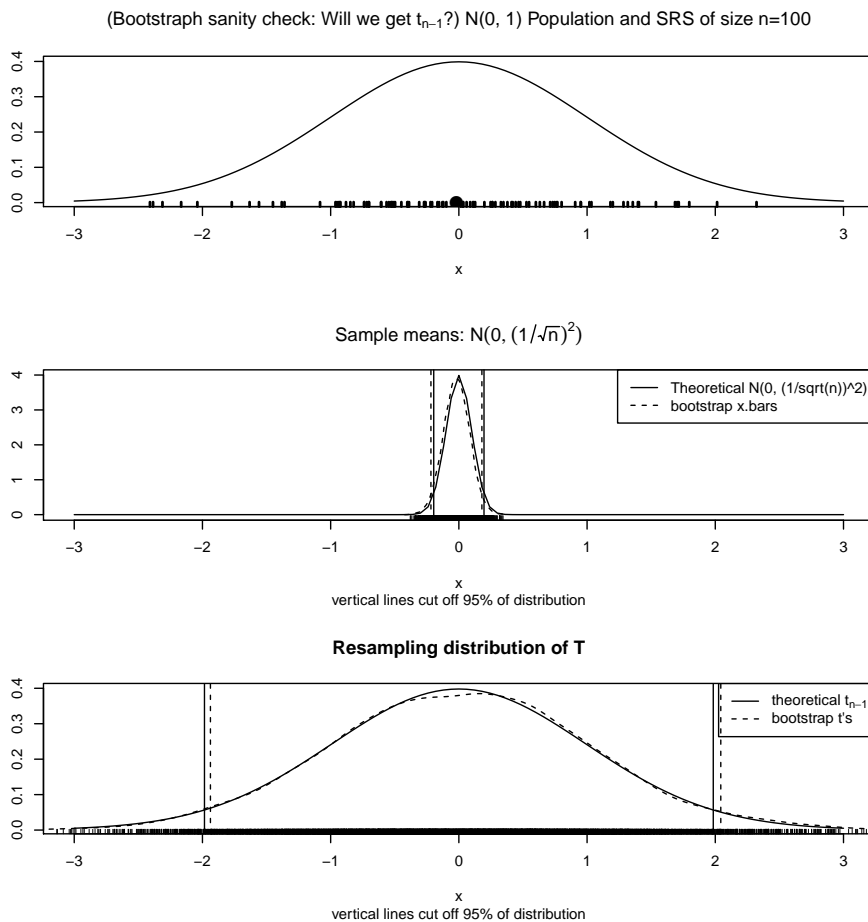 (Bootstraph sanity check: Will we get tₙ₋₁?) N(0, 1) Population and SRS of size n=100
0.4
0.3
0.2
0.1
0.0
−3 −2 −1 0 1 2 3
x
Sample means: N(0, (1/√n)²)
4
3
2
1
0
Theoretical N(0, (1/sqrt(n))^2)
bootstrap x.bars
−3 −2 −1 0 1 2 3
x
vertical lines cut off 95% of distribution
Resampling distribution of T
0.4
0.3
0.2
0.1
0.0
theoretical tₙ₋₁
bootstrap t's
−3 −2 −1 0 1 2 3
x
vertical lines cut off 95% of distribution